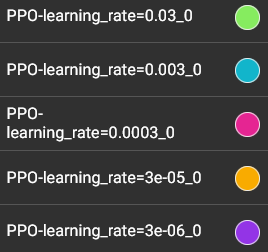 PPO-learning_rate=0.03_0
PPO-learning_rate=0.003_0
PPO-
learning_rate=0.0003_0
PPO-learning_rate=3e-05_0
PPO-learning_rate=3e-06_0